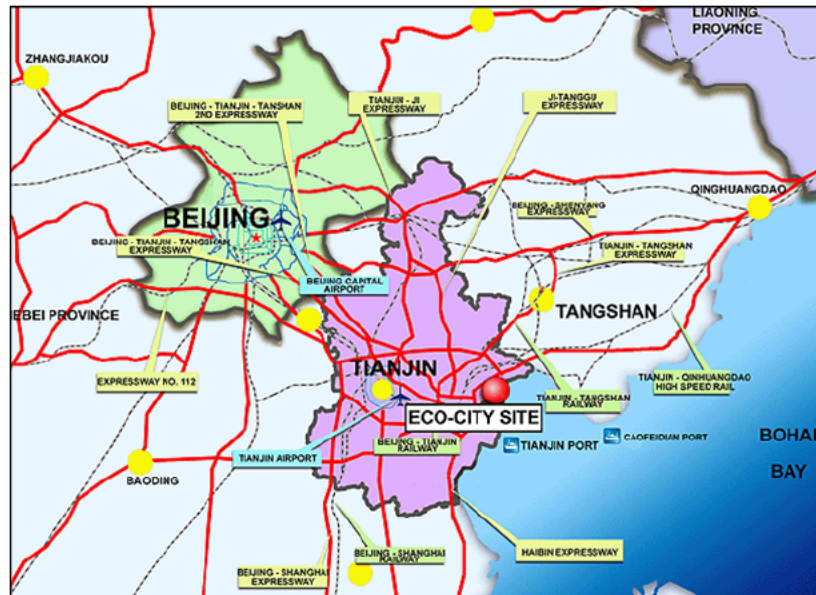 LIAONING
PROVINCE
ZHANGJIAKOU
BEIJING - TIANJIN - TANSHAN
2ND EXPRESSWAY
TIANJIN - JI
EXPRESSWAY
JI-TANGGU
EXPRESSWAY
QINGHUANGDAO
BEIJING
BEIJING - SHENYANG
EXPRESSWAY
BEIJING - TIANJIN - TANGSHAN
EXPRESSWAY
TIANJIN - TANGSHAN
EXPRESSWAY
BEIJING CAPITAL
AIRPORT
EBEI PROVINCE
TANGSHAN
TIANJIN
EXPRESSWAY NO. 112
TIANJIN - QINHUANGDAO
HIGH SPEED RAIL
TIANJIN - TANGSHAN
RAILWAY
ECO-CITY SITE
BEIJING - TIANJIN
RAILWAY
TIANJIN PORT
CAOFEIDIAN PORT
BOHAI
BAY
TIANJIN AIRPORT
BAODING
BEIJING - SHANGHAI
RAILWAY
HAIBIN EXPRESSWAY
BEIJING - SHANGHAI
EXPRESSWAY